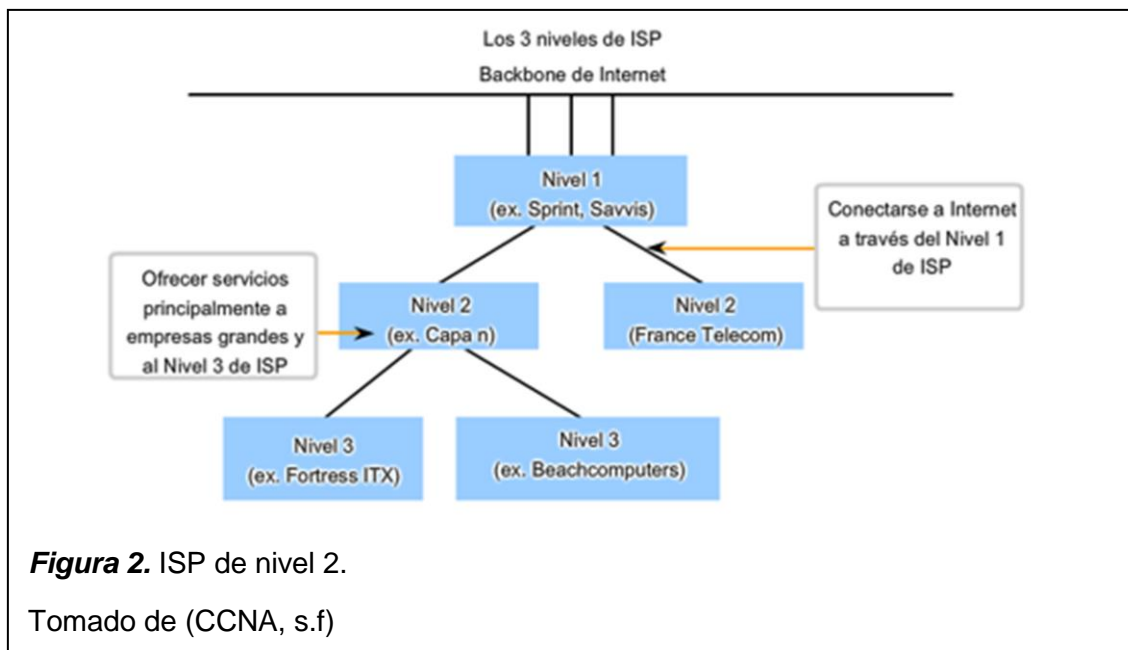 Los 3 niveles de ISP
Backbone de Internet
Nivel 1
(ex. Sprint, Savvis)
Conectarse a Internet
a través del Nivel 1
de ISP
Ofrecer servicios
principalmente a
empresas grandes y
al Nivel 3 de ISP
Nivel 2
(ex. Capa n)
Nivel 2
(France Telecom)
Nivel 3
(ex. Fortress ITX)
Nivel 3
(ex. Beachcomputers)
Figura 2. ISP de nivel 2.
Tomado de (CCNA, s.f)